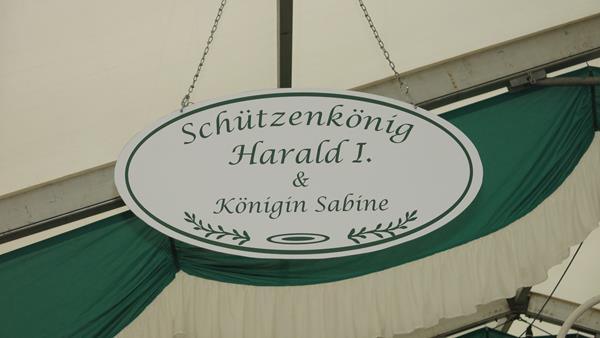 Schützenkönig
Harald I.
&
Königin Sabine